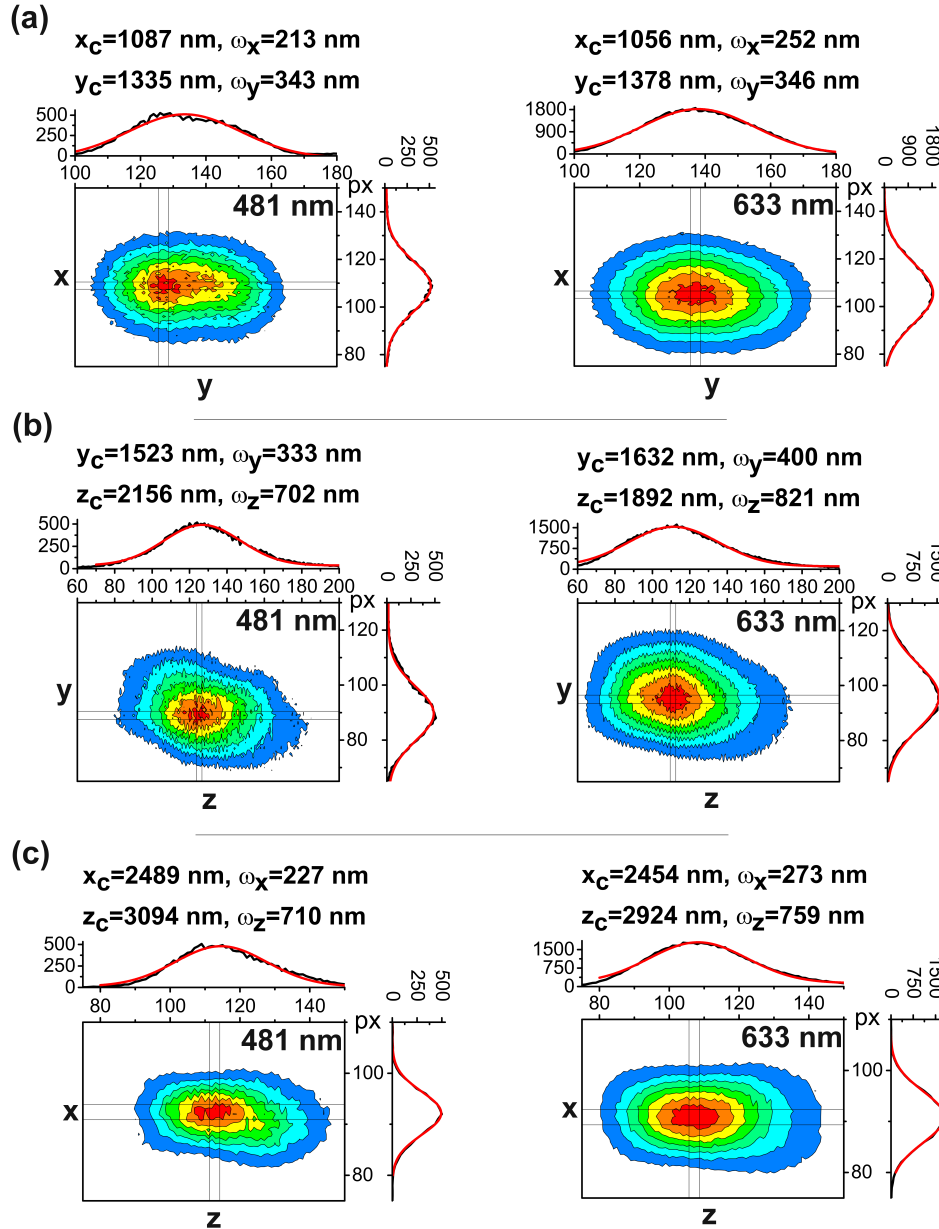 (a)
x_c=1087 nm, ω_x=213 nm
y_c=1335 nm, ω_y=343 nm
500
250
0
100 120 140 160 180
0 250 500
px
481 nm
140
120
100
80
x
y
x_c=1056 nm, ω_x=252 nm
y_c=1378 nm, ω_y=346 nm
1800
900
0
100 120 140 160 180
0 900 1800
px
633 nm
140
120
100
80
x
y
(b)
y_c=1523 nm, ω_y=333 nm
z_c=2156 nm, ω_z=702 nm
500
250
0
60 80 100 120 140 160 180 200
0 250 500
px
481 nm
120
100
80
y
z
y_c=1632 nm, ω_y=400 nm
z_c=1892 nm, ω_z=821 nm
1500
750
0
60 80 100 120 140 160 180 200
0 750 1500
px
633 nm
120
100
80
y
z
(c)
x_c=2489 nm, ω_x=227 nm
z_c=3094 nm, ω_z=710 nm
500
250
0
80 100 120 140
0 250 500
px
481 nm
100
80
x
z
x_c=2454 nm, ω_x=273 nm
z_c=2924 nm, ω_z=759 nm
1500
750
0
80 100 120 140
0 750 1500
px
633 nm
100
80
x
z